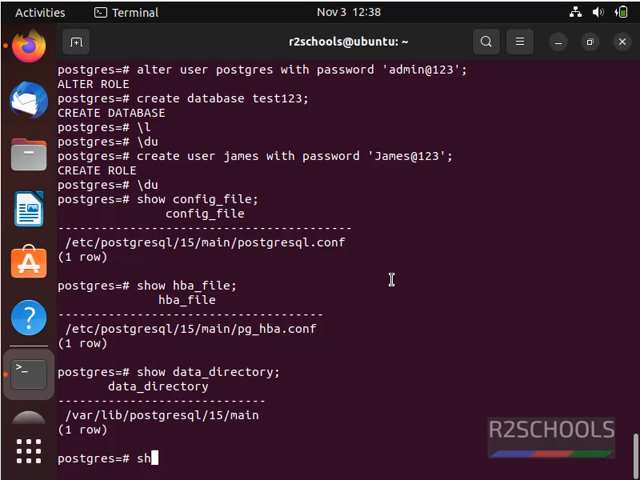 Activities
Terminal
Nov 3 12:38
r2schools@ubuntu: ~
postgres=# alter user postgres with password 'admin@123';
ALTER ROLE
postgres=# create database test123;
CREATE DATABASE
postgres=# \l
postgres=# \du
postgres=# create user james with password 'James@123';
CREATE ROLE
postgres=# \du
postgres=# show config_file;
config_file
-----------------------------------------
/etc/postgresql/15/main/postgresql.conf
(1 row)
postgres=# show hba_file;
hba_file
-------------------------------------
/etc/postgresql/15/main/pg_hba.conf
(1 row)
postgres=# show data_directory;
data_directory
-----------------------------
/var/lib/postgresql/15/main
(1 row)
postgres=# sh
R2SCHOOLS